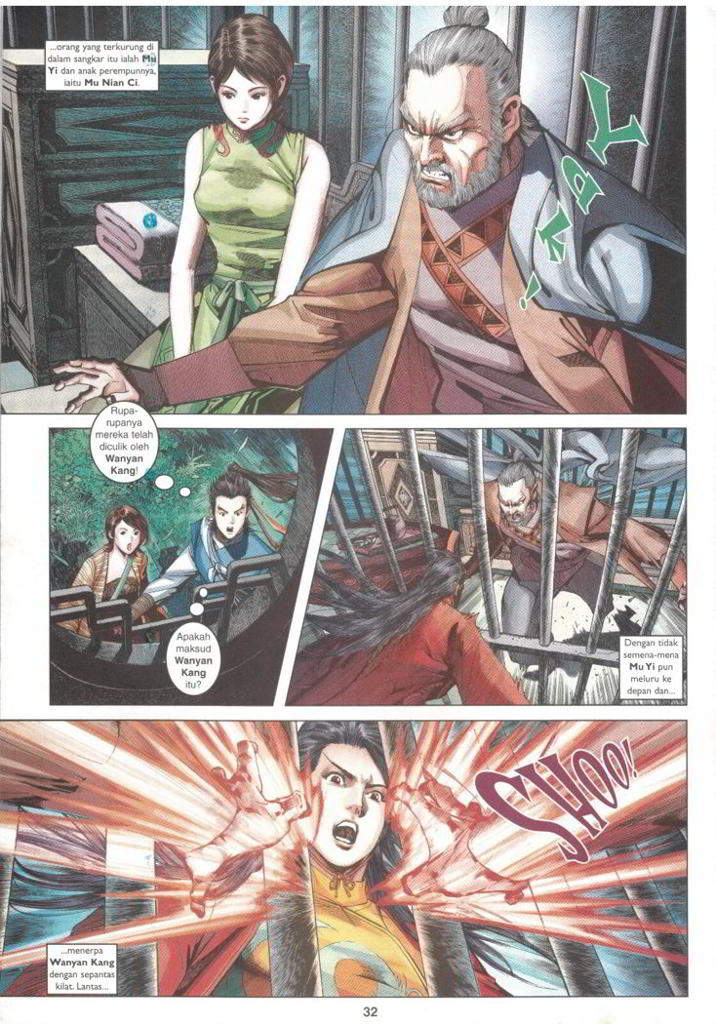 ...orang yang terkurung di
dalam sangkar itu ialah Mu
Yi dan anak perempunnya,
iaitu Mu Nian Ci.
YAKK!
Rupa-
rupanya
mereka telah
diculik oleh
Wanyan
Kang!
Apakah
maksud
Wanyan
Kang
itu?
Dengan tidak
semena-mena
Mu Yi pun
meluru ke
depan dan...
SHOO!
...menerpa
Wanyan Kang
dengan sepantas
kilat. Lantas...
32